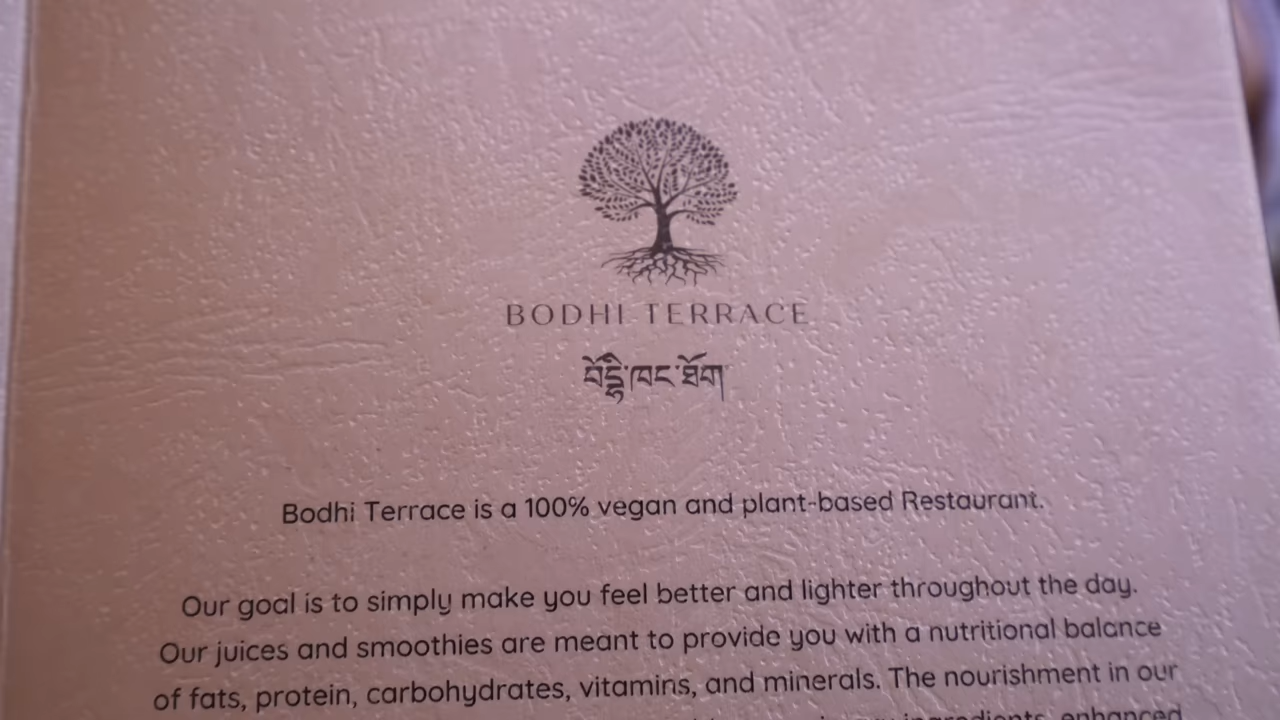 BODHI TERRACE
བོདྷི་ཁང་ཐོག
Bodhi Terrace is a 100% vegan and plant-based Restaurant.
Our goal is to simply make you feel better and lighter throughout the day.
Our juices and smoothies are meant to provide you with a nutritional balance
of fats, protein, carbohydrates, vitamins, and minerals. The nourishment in our
ingredients, enhanced